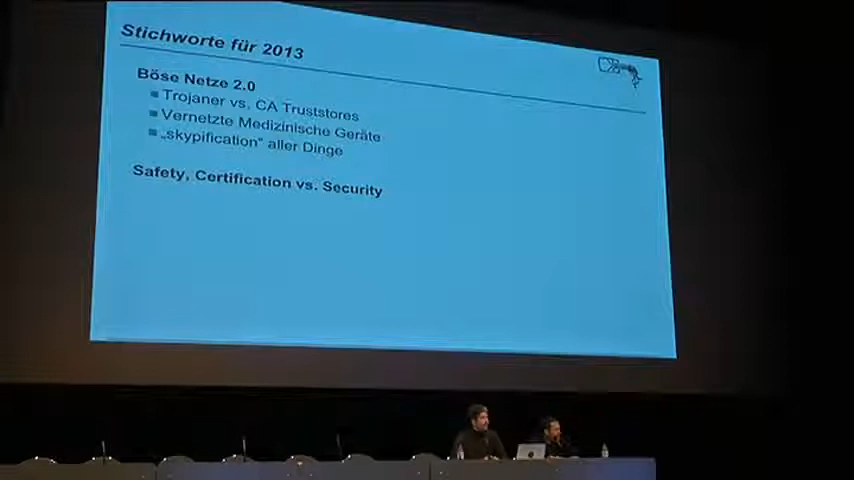 Stichworte für 2013
Böse Netze 2.0
Trojaner vs. CA Truststores
Vernetzte Medizinische Geräte
„skypification“ aller Dinge
Safety, Certification vs. Security